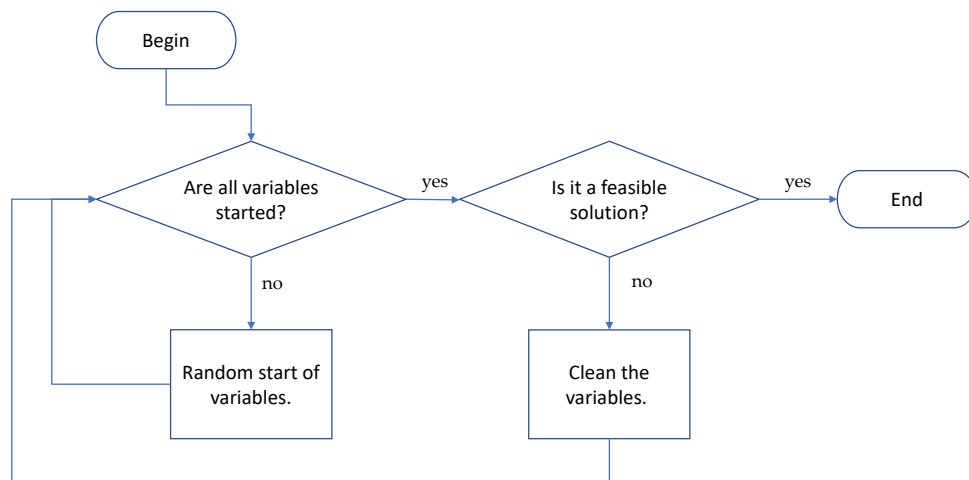 Begin
Are all variables
started?
yes
Is it a feasible
solution?
yes
End
no
no
Random start of
variables.
Clean the
variables.